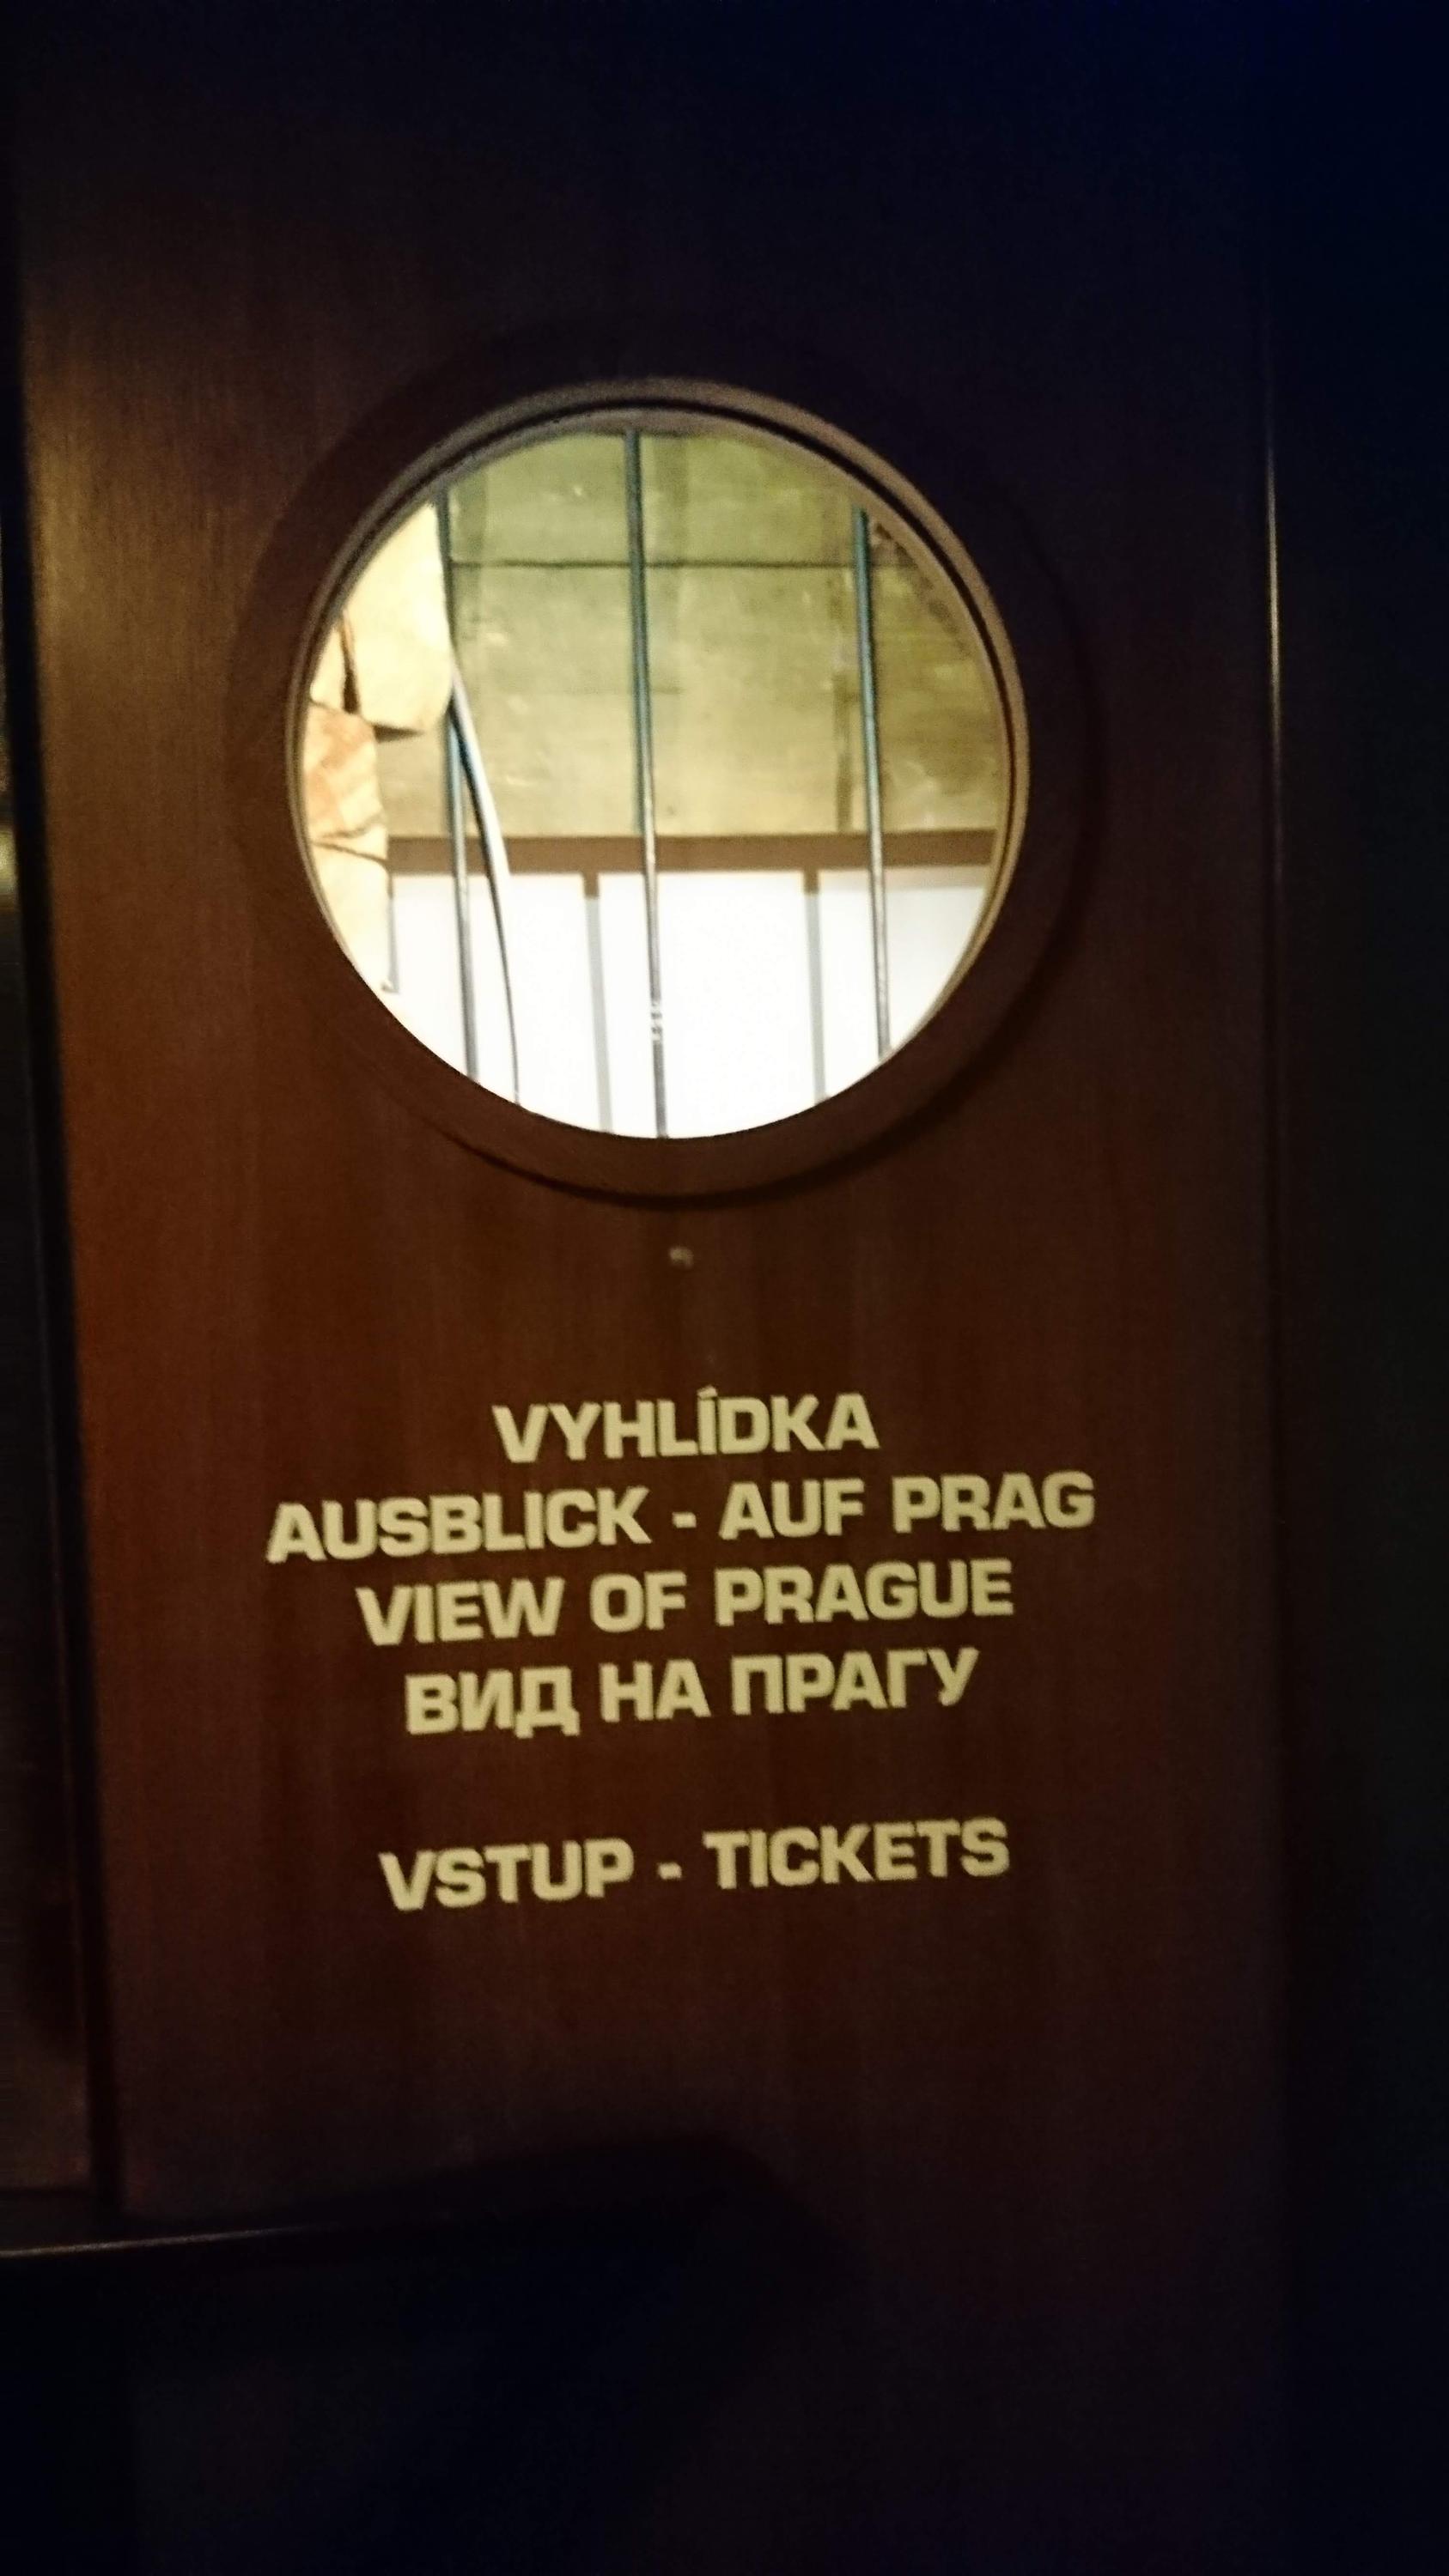 VYHLÍDKA
AUSBLICK - AUF PRAG
VIEW OF PRAGUE
ВИД НА ПРАГУ
VSTUP - TICKETS